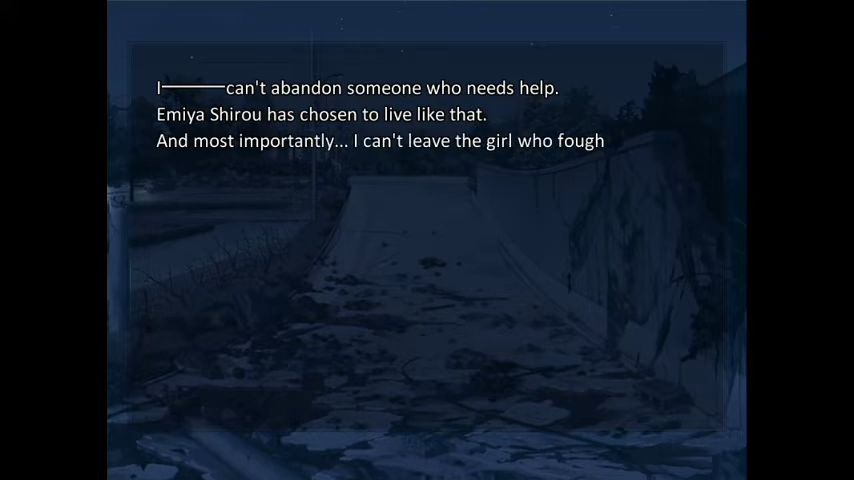 I————can't abandon someone who needs help.
Emiya Shirou has chosen to live like that.
And most importantly... I can't leave the girl who fough